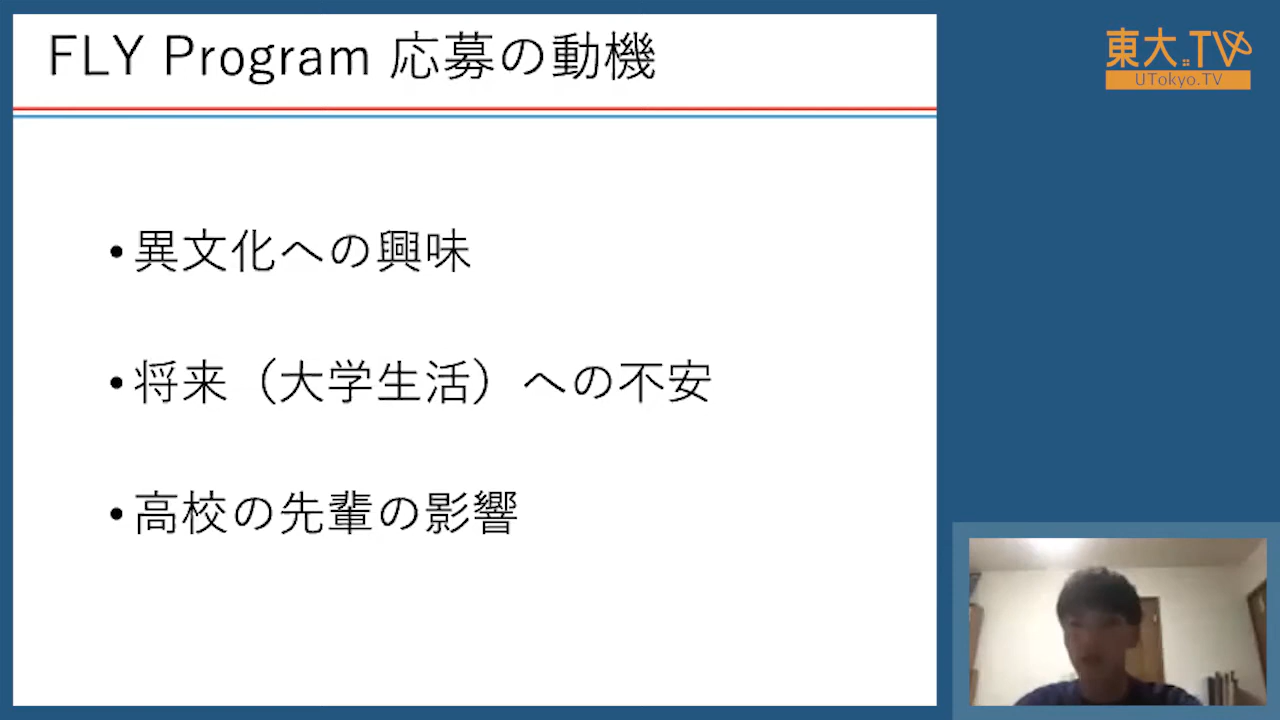 FLY Program 応募の動機
東大.TV
UTokyo.TV
•異文化への興味
•将来（大学生活）への不安
•高校の先輩の影響